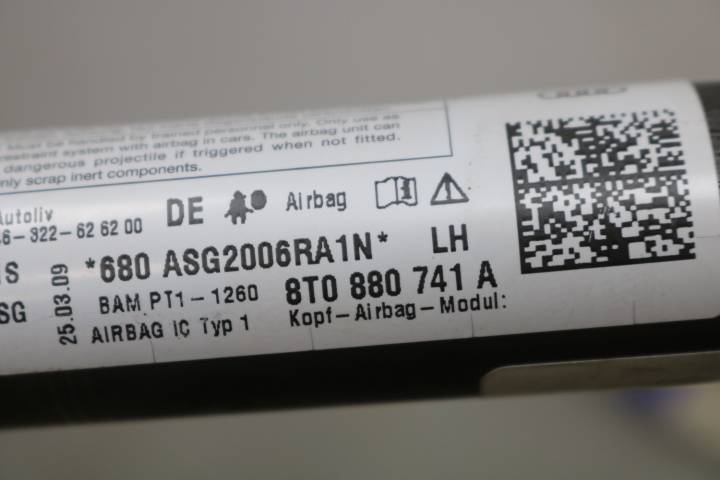 Must be handled by trained personnel only. Only use as
restraint system with airbag in cars. The airbag unit can
dangerous projectile if triggered when not fitted.
only scrap inert components.
Autoliv
6-322-62 62 00
DE Airbag
*680 ASG2006RA1N* LH
1S
SG
25.03.09
BAM PT1-1260 8T0 880 741 A
AIRBAG IC Typ 1 Kopf-Airbag-Modul: